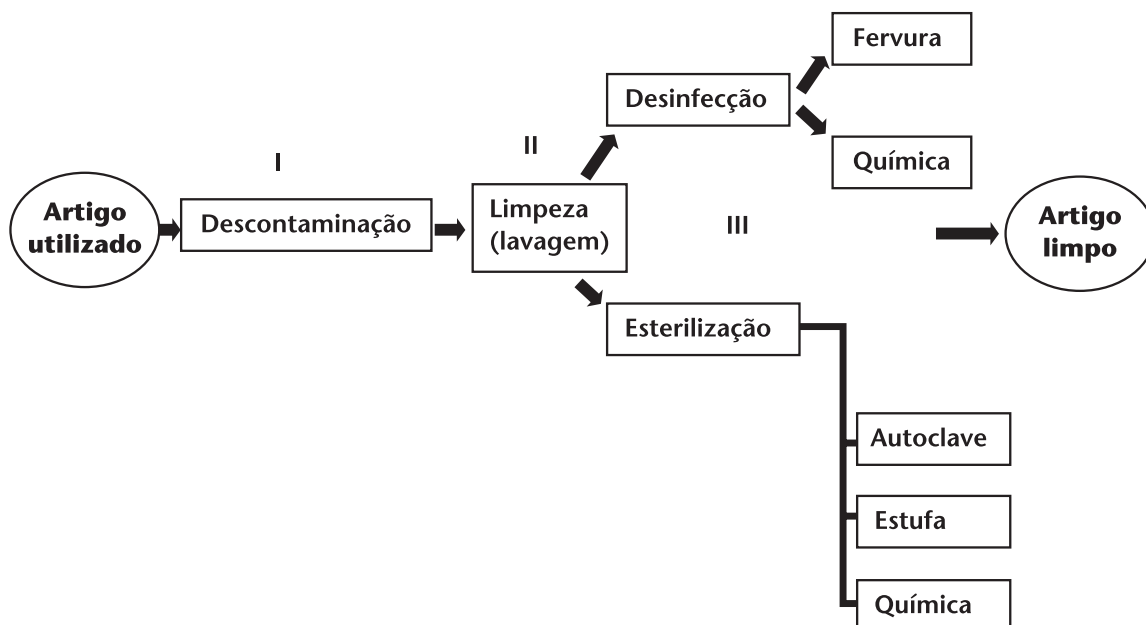 Fervura
Desinfecção
Química
I
II
III
Artigo
utilizado
Descontaminação
Limpeza
(lavagem)
Artigo
limpo
Esterilização
Autoclave
Estufa
Química